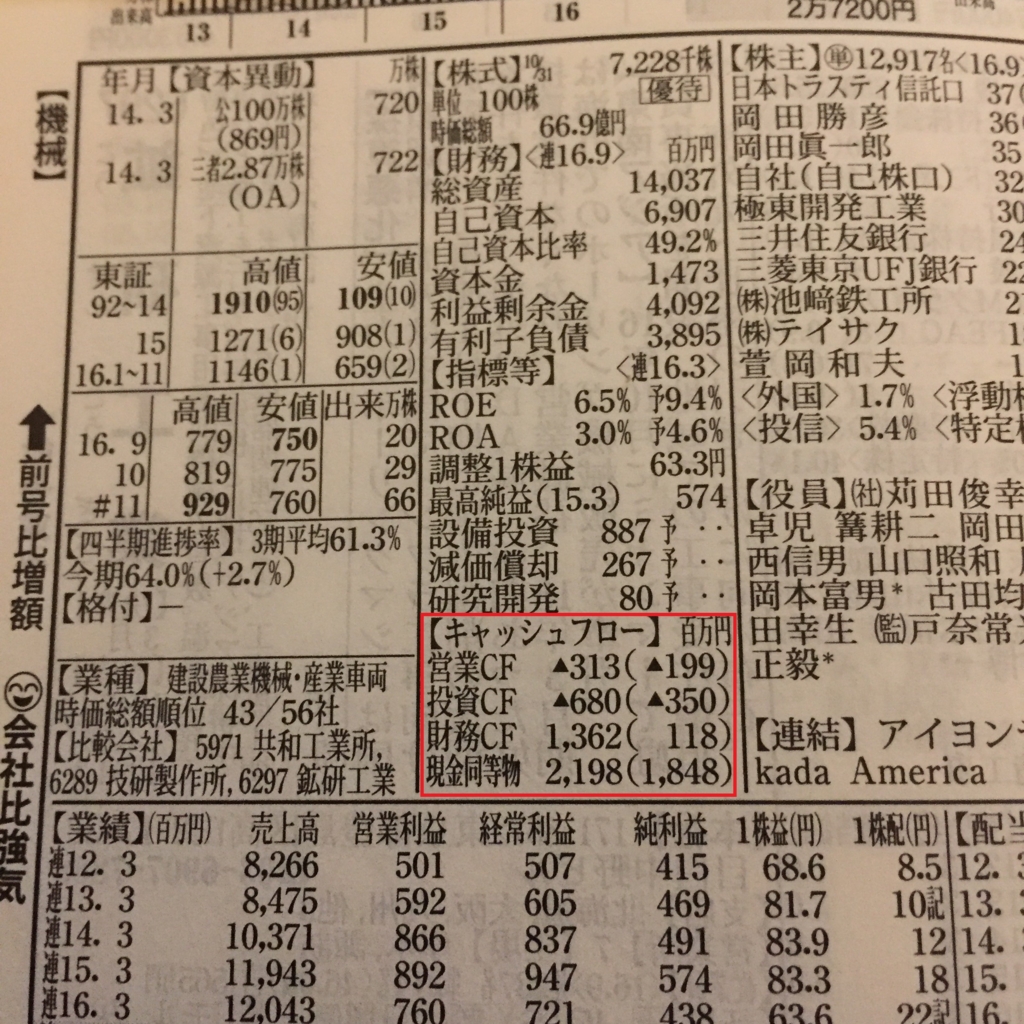 出来高
13 14 15 16
2万7200円
【機械】
↑前号比増額
会社比強気
年月【資本異動】 万株
14. 3 公100万株 720
(869円)
14. 3 三者2.87万株 722
(OA)
東証 高値 安値
92~14 1910(95) 109(10)
15 1271(6) 908(1)
16.1~11 1146(1) 659(2)
高値 安値 出来万株
16. 9 779 750 20
10 819 775 29
#11 929 760 66
【四半期進捗率】3期平均61.3%
今期64.0%(+2.7%)
【格付】ー
【業種】建設農業機械・産業車両
時価総額順位 43/56社
【比較会社】5971 共和工業所,
6289 技研製作所, 6297 鉱研工業
【株式】10/31 7,228千株
単位 100株 優待
時価総額 66.9億円
【財務】<連16.9> 百万円
総資産 14,037
自己資本 6,907
自己資本比率 49.2%
資本金 1,473
利益剰余金 4,092
有利子負債 3,895
【指標等】 <連16.3>
ROE 6.5% 予9.4%
ROA 3.0% 予4.6%
調整1株益 63.3円
最高純益(15.3) 574
設備投資 887 予 ‥
減価償却 267 予 ‥
研究開発 80 予 ‥
【キャッシュフロー】 百万円
営業CF ▲313(▲199)
投資CF ▲680(▲350)
財務CF 1,362( 118)
現金同等物 2,198(1,848)
【株主】㊥12,917名<16.9
日本トラスティ信託口 37
岡田勝彦 36
岡田眞一郎 35
自社(自己株口) 32
極東開発工業 30
三井住友銀行 24
三菱東京UFJ銀行 22
㈱池﨑鉄工所
㈱テイサク
萱岡和夫
<外国> 1.7% <浮動
<投信> 5.4% <特定
【役員】㈳苅田俊幸
卓児 篝耕二 岡田
西信男 山口照和
岡本富男* 古田均
田幸生 ㈼戸奈常
正毅*
【連結】アイヨン
kada America
【業績】(百万円) 売上高 営業利益 経常利益 純利益 1株益(円) 1株配(円) 【配当
連12. 3 8,266 501 507 415 68.6 8.5 12. 3
連13. 3 8,475 592 605 469 81.7 10記 13.
連14. 3 10,371 866 837 491 83.9 12 14.
連15. 3 11,943 892 947 574 83.3 18 15.
連16. 3 12,043 760 721 438 63.6 22記 16.